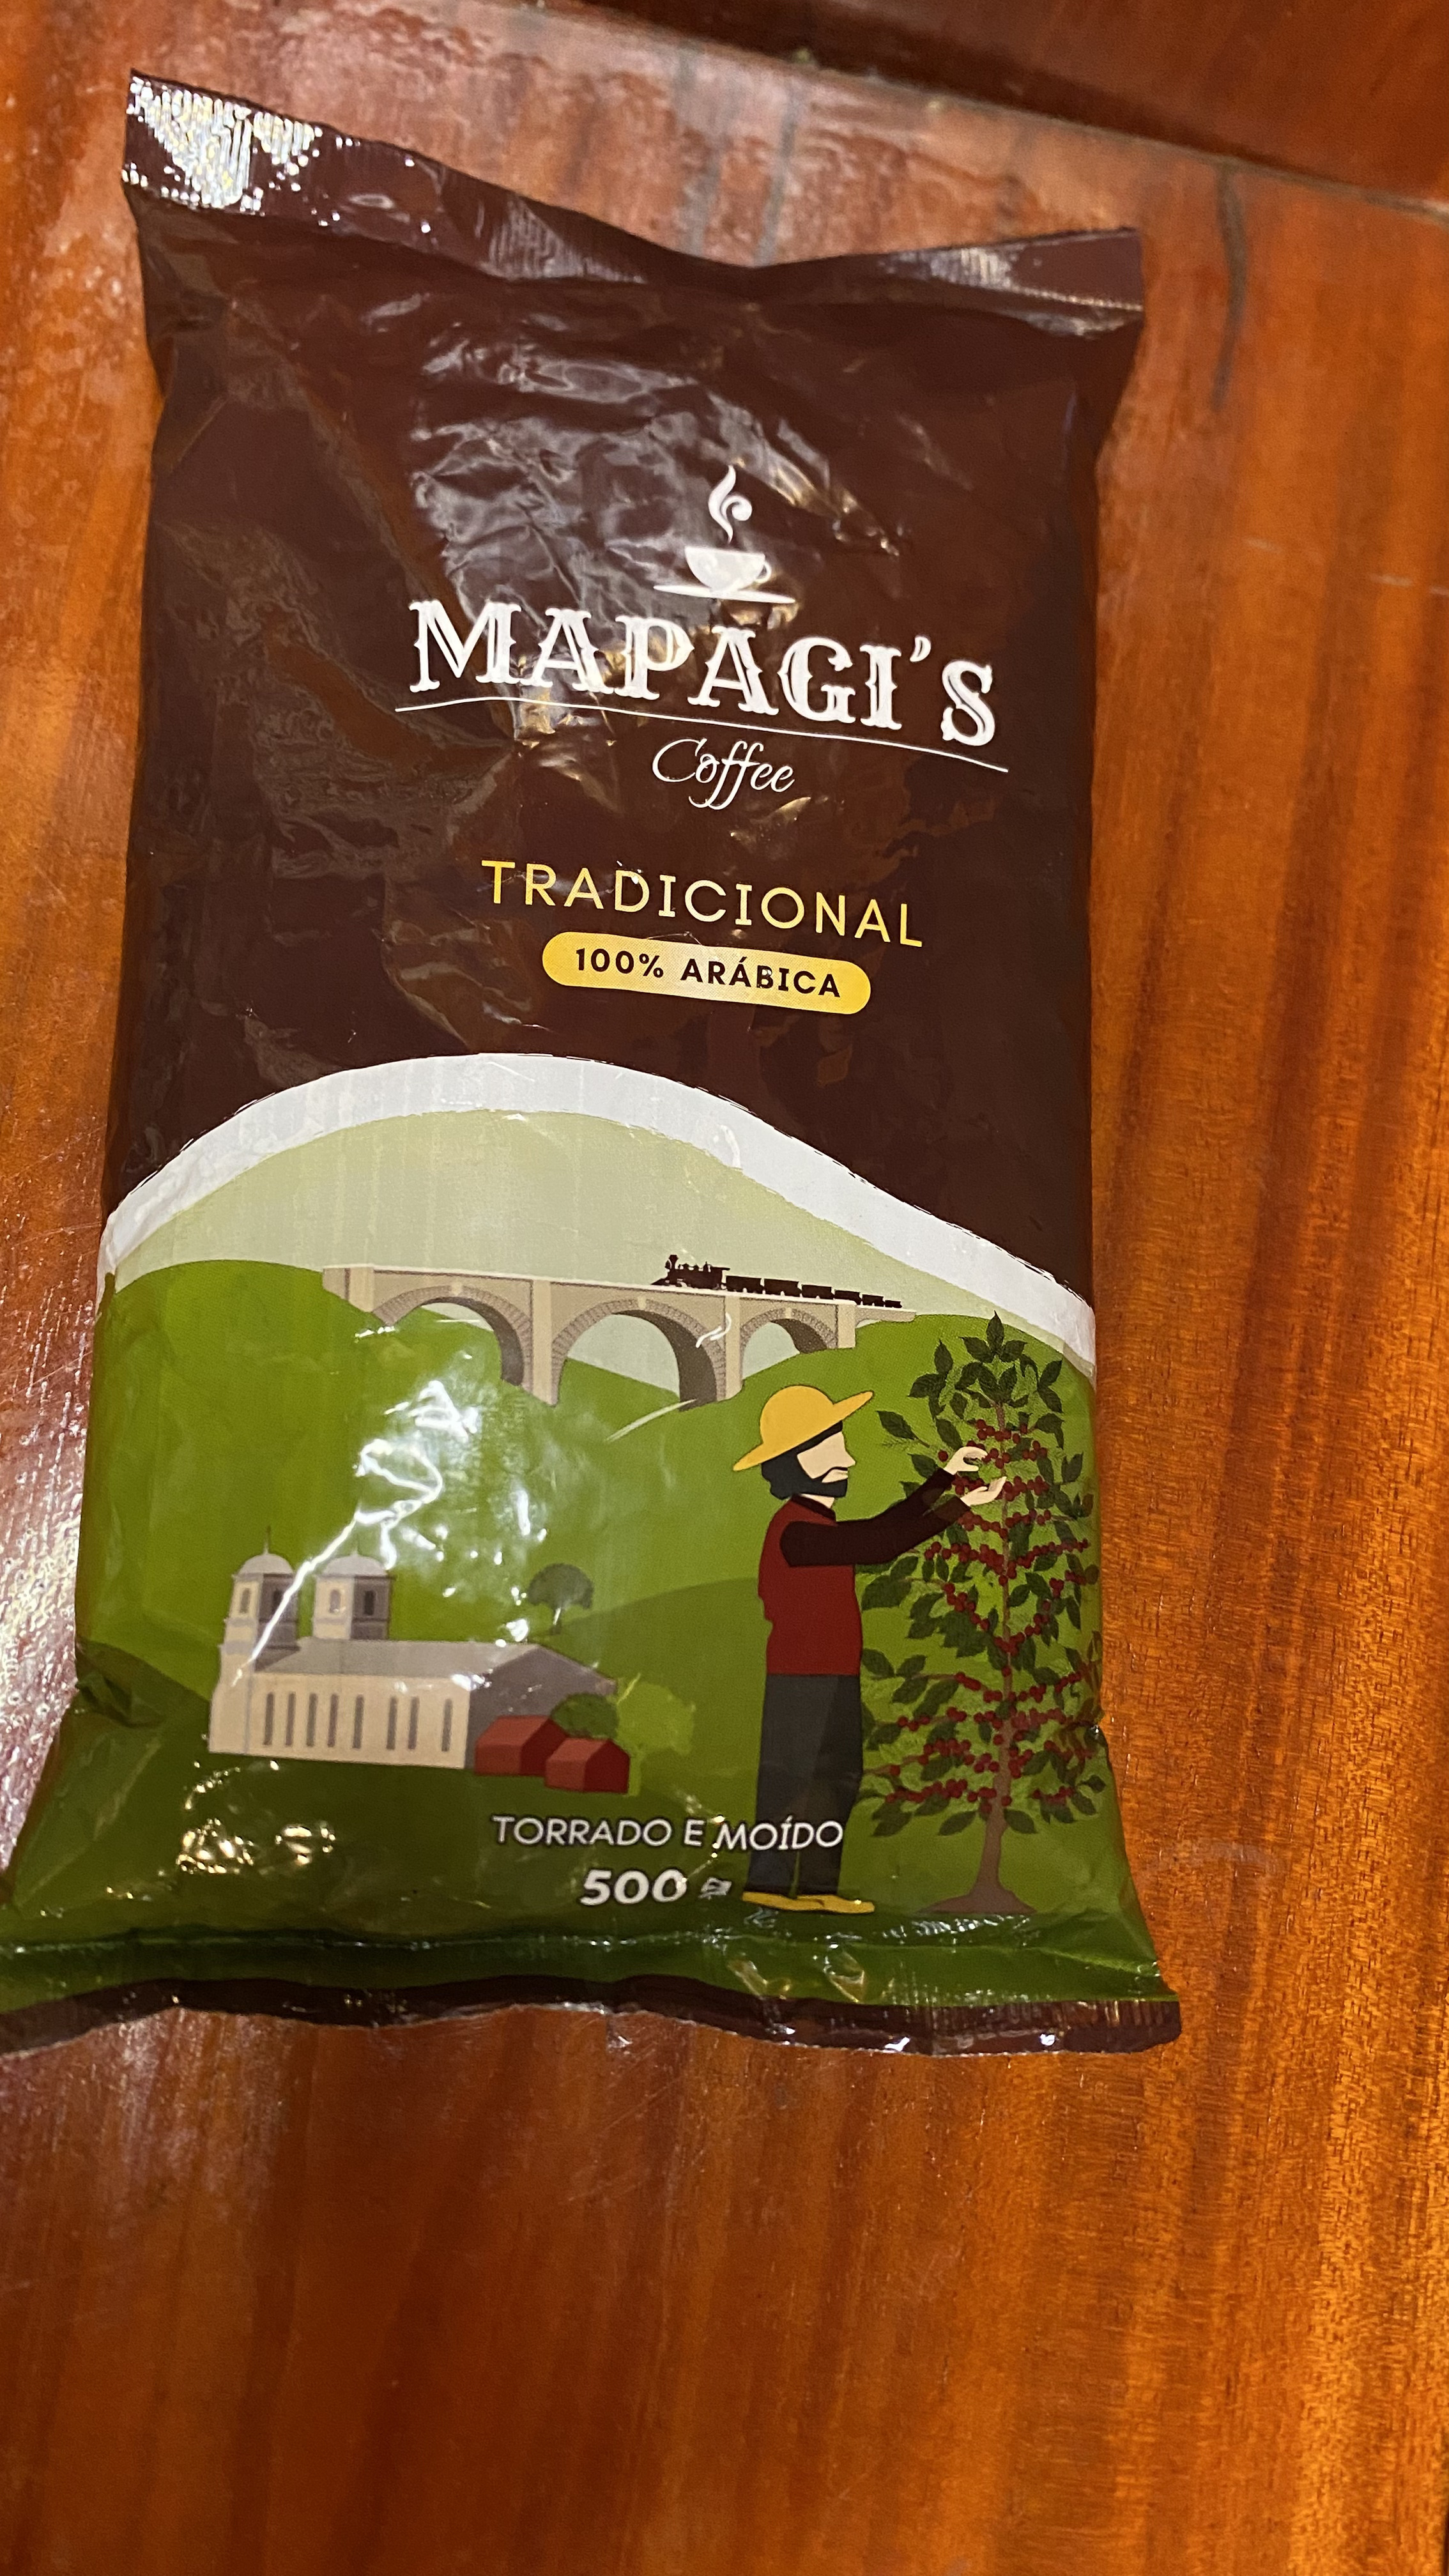 MAPAGI'S
Coffee
TRADICIONAL
100% ARÁBICA
TORRADO E MOÍDO
500 g